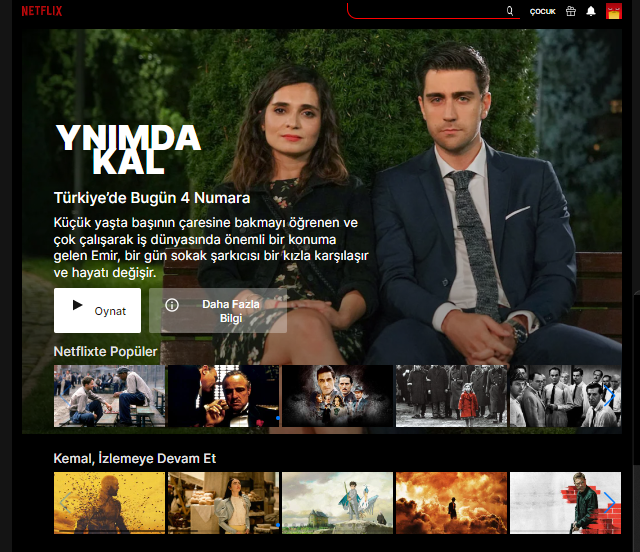 NETFLIX
ÇOCUK
YNIMDA
KAL
Türkiye'de Bugün 4 Numara
Küçük yaşta başının çaresine bakmayı öğrenen ve
çok çalışarak iş dünyasında önemli bir konuma
gelen Emir, bir gün sokak şarkıcısı bir kızla karşılaşır
ve hayatı değişir.
Oynat
Daha Fazla
Bilgi
Netflixte Popüler
Kemal, İzlemeye Devam Et